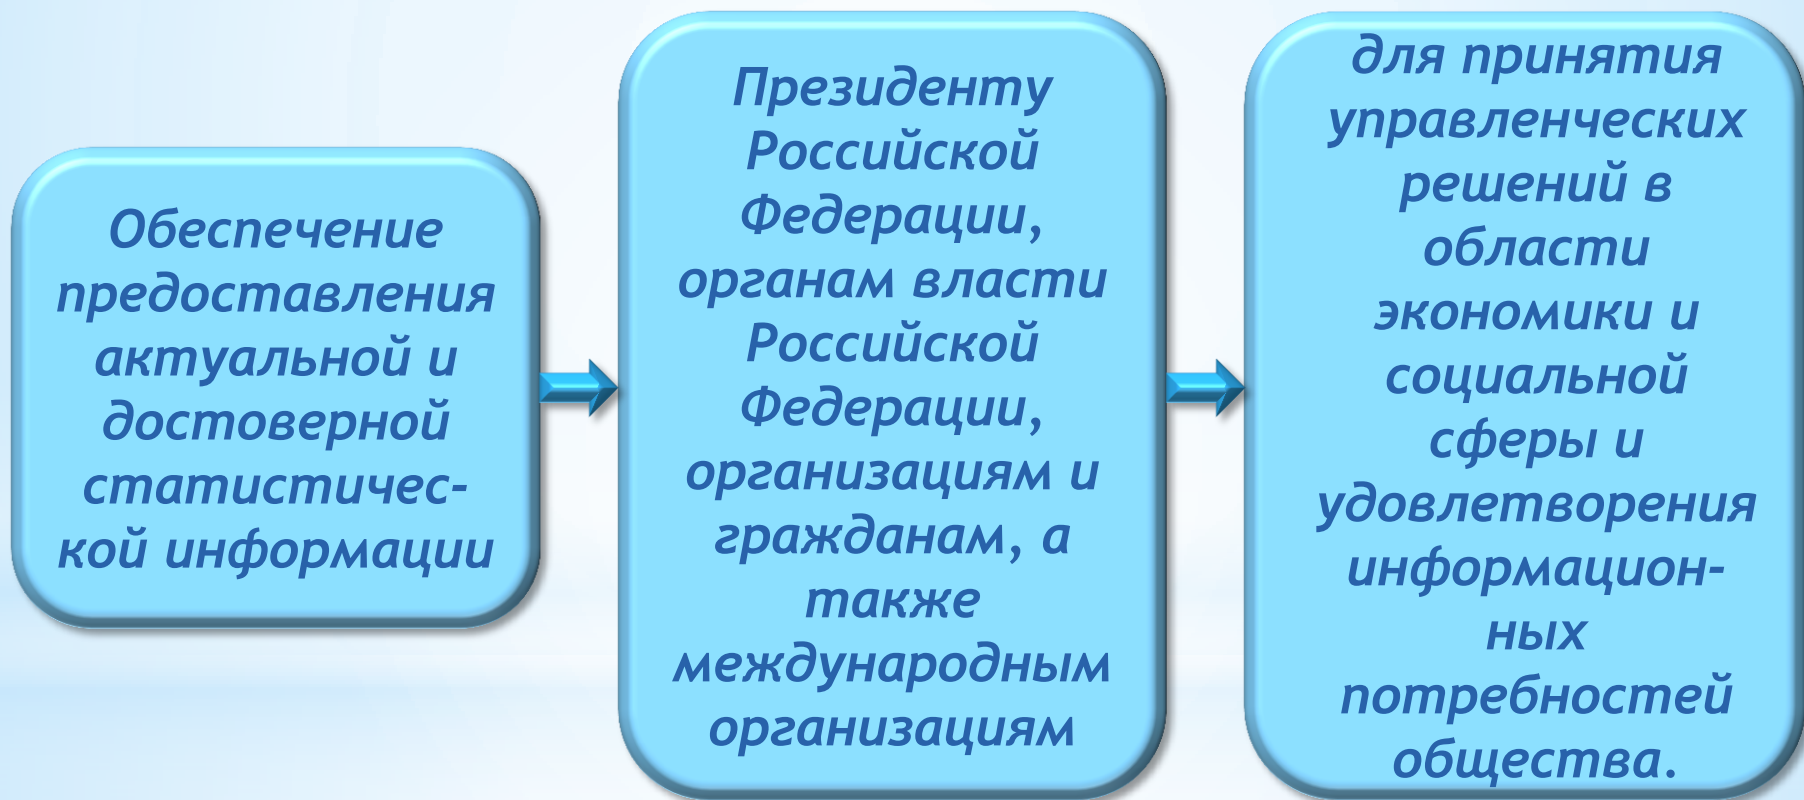 Обеспечение
предоставления
актуальной и
достоверной
статистичес-
кой информации
Президенту
Российской
Федерации,
органам власти
Российской
Федерации,
организациям и
гражданам, а
также
международным
организациям
для принятия
управленческих
решений в
области
экономики и
социальной
сферы и
удовлетворения
информацион-
ных
потребностей
общества.